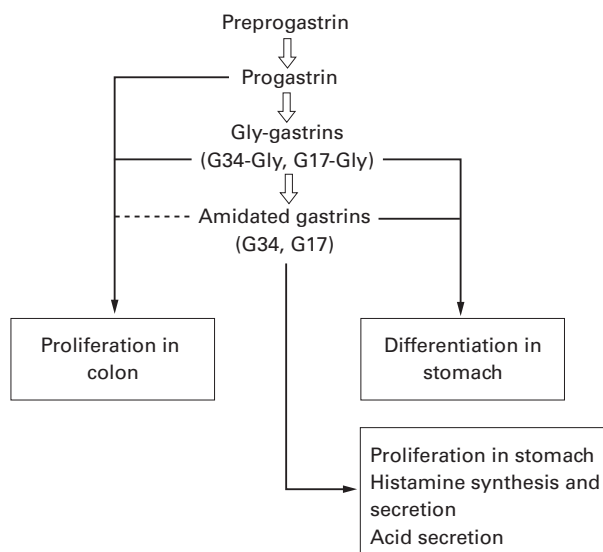 Preprogastrin
Progastrin
Gly-gastrins
(G34-Gly, G17-Gly)
Amidated gastrins
(G34, G17)
Proliferation in
colon
Differentiation in
stomach
Proliferation in stomach
Histamine synthesis and
secretion
Acid secretion